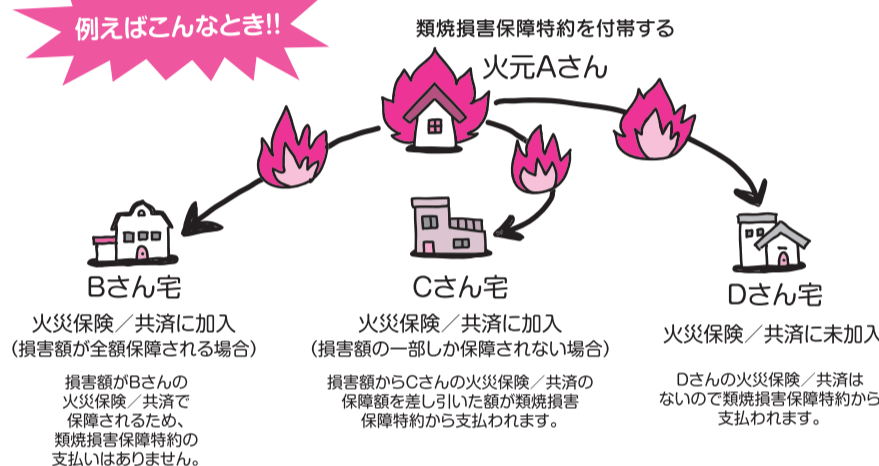 例えばこんなとき!!
類焼損害保障特約を付帯する
火元Aさん
Bさん宅
火災保険／共済に加入
（損害額が全額保障される場合）
損害額がBさんの
火災保険／共済で
保障されるため、
類焼損害保障特約の
支払いはありません。
Cさん宅
火災保険／共済に加入
（損害額の一部しか保障されない場合）
損害額からCさんの火災保険／共済の
保障額を差し引いた額が類焼損害
保障特約から支払われます。
Dさん宅
火災保険／共済に未加入
Dさんの火災保険／共済は
ないので類焼損害保障特約から
支払われます。